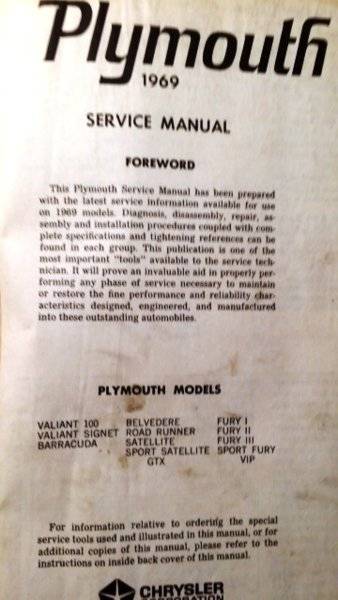 Plymouth
1969
SERVICE MANUAL
FOREWORD
This Plymouth Service Manual has been prepared
with the latest service information available for use
on 1969 models. Diagnosis, disassembly, repair, as-
sembly and installation procedures coupled with com-
plete specifications and tightening references can be
found in each group. This publication is one of the
most important "tools" available to the service tech-
nician. It will prove an invaluable aid in properly per-
forming any phase of service necessary to maintain
or restore the fine performance and reliability char-
acteristics designed, engineered, and manufactured
into these outstanding automobiles.
PLYMOUTH MODELS
VALIANT 100 BELVEDERE FURY I
VALIANT SIGNET ROAD RUNNER FURY II
BARRACUDA SATELLITE FURY III
SPORT SATELLITE SPORT FURY
GTX VIP
For information relative to ordering the special
service tools used and illustrated in this manual, or for
additional copies of this manual, please refer to the
instructions on inside back cover of this manual.
CHRYSLER
CORPORATION